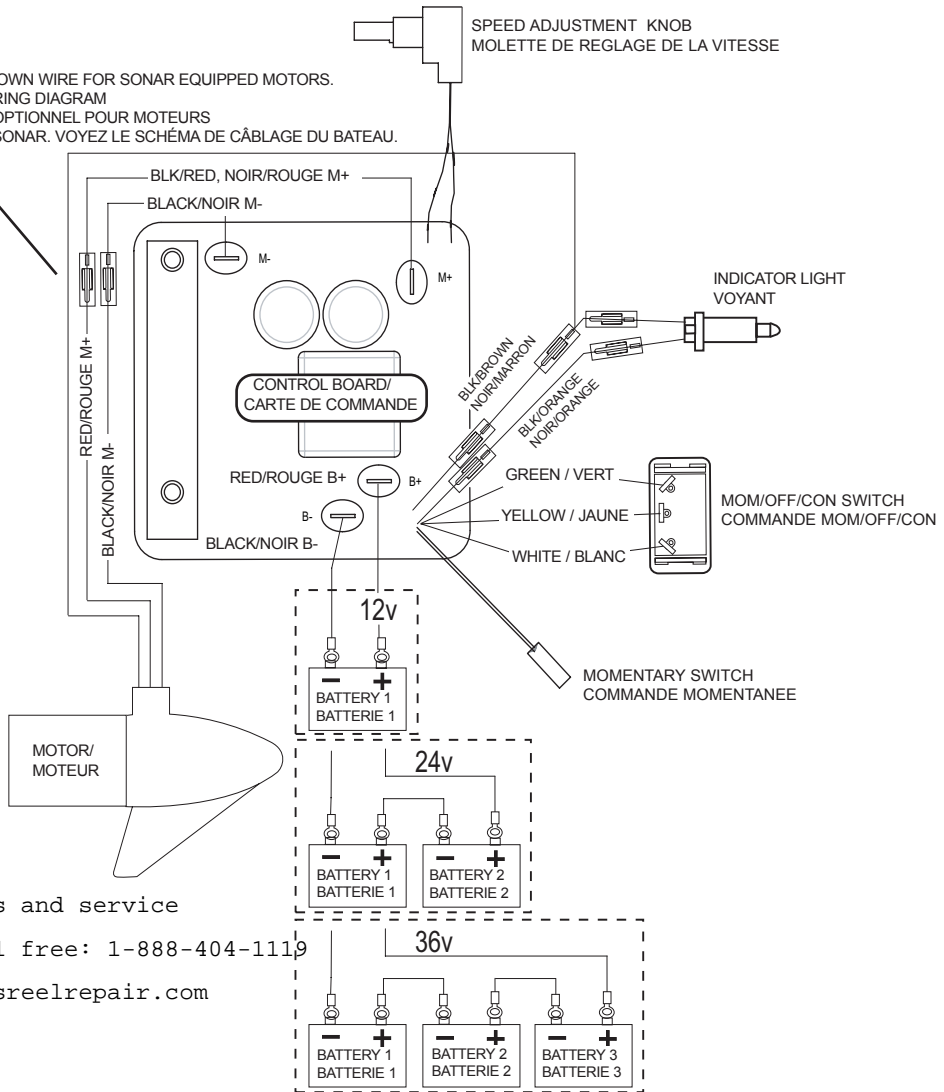 SPEED ADJUSTMENT KNOB
MOLETTE DE REGLAGE DE LA VITESSE
WIRE FOR SONAR EQUIPPED MOTORS.
DIAGRAM
OPTIONNEL POUR MOTEURS
SONAR. VOYEZ LE SCHÉMA DE CÂBLAGE DU BATEAU.
BLK/RED, NOIR/ROUGE M+
BLACK/NOIR M-
M-
M+
INDICATOR LIGHT
VOYANT
RED/ROUGE M+
BLACK/NOIR M-
CONTROL BOARD/
CARTE DE COMMANDE
BLK/BROWN
NOIR/MARRON
BLK/ORANGE
NOIR/ORANGE
RED/ROUGE B+
B+
B-
BLACK/NOIR B-
GREEN / VERT
YELLOW / JAUNE
WHITE / BLANC
MOM/OFF/CON SWITCH
COMMANDE MOM/OFF/CON
MOMENTARY SWITCH
COMMANDE MOMENTANEE
12v
– +
BATTERY 1
BATTERIE 1
MOTOR/
MOTEUR
24v
– +
BATTERY 1
BATTERIE 1
– +
BATTERY 2
BATTERIE 2
and service
free: 1-888-404-1119
sreelrepair.com
36v
– +
BATTERY 1
BATTERIE 1
– +
BATTERY 2
BATTERIE 2
– +
BATTERY 3
BATTERIE 3